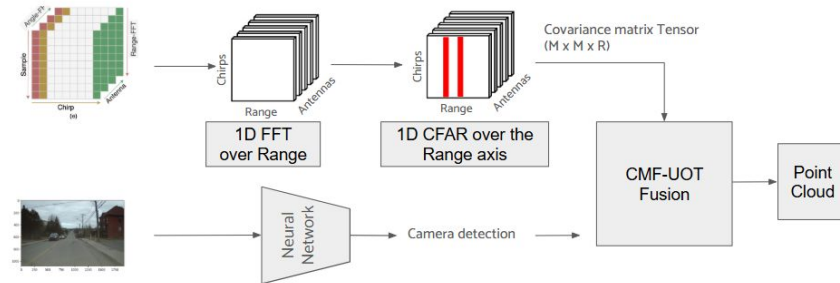 Angle-FFT
Sample
Range-FFT
Antenna
Chirp
(a)
Chirps
Range
Antennas
1D FFT
over Range
Chirps
Range
Antennas
1D CFAR over the
Range axis
Covariance matrix Tensor
(M x M x R)
CMF-UOT
Fusion
Point
Cloud
Neural
Network
Camera detection